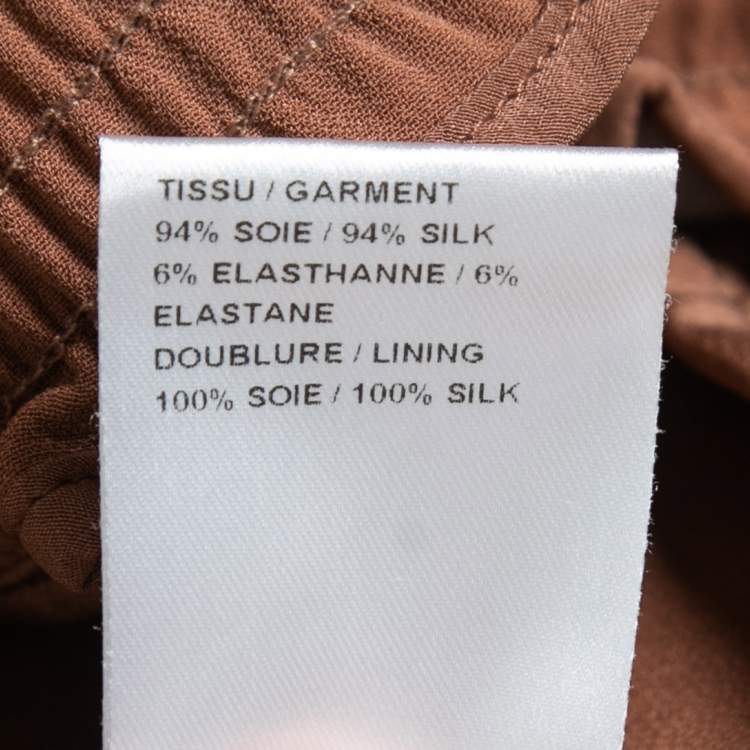 TISSU / GARMENT
94% SOIE / 94% SILK
6% ELASTHANNE / 6%
ELASTANE
DOUBLURE / LINING
100% SOIE / 100% SILK